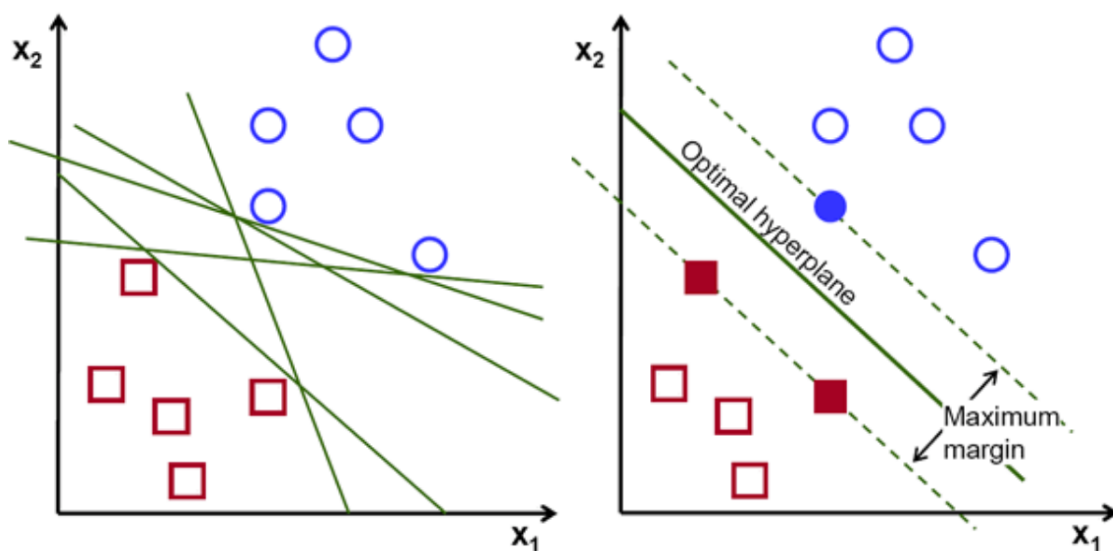 x₂
x₁
x₂
Optimal hyperplane
Maximum
margin
x₁